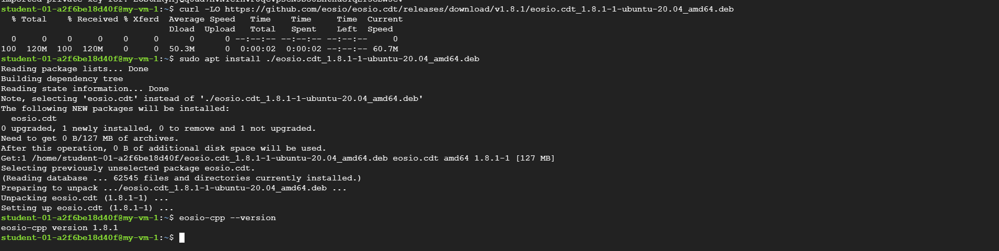 student-01-a2f6be18d40f@my-vm-1:~$ curl -LO https://github.com/eosio/eosio.cdt/releases/download/v1.8.1/eosio.cdt_1.8.1-1-ubuntu-20.04_amd64.deb
  % Total    % Received % Xferd  Average Speed   Time    Time     Time  Current
                                 Dload  Upload   Total   Spent    Left  Speed
  0     0    0     0    0     0      0      0 --:--:-- --:--:-- --:--:--     0
100  120M  100  120M    0     0  50.3M      0  0:00:02  0:00:02 --:--:-- 60.7M
student-01-a2f6be18d40f@my-vm-1:~$ sudo apt install ./eosio.cdt_1.8.1-1-ubuntu-20.04_amd64.deb
Reading package lists... Done
Building dependency tree
Reading state information... Done
Note, selecting 'eosio.cdt' instead of './eosio.cdt_1.8.1-1-ubuntu-20.04_amd64.deb'
The following NEW packages will be installed:
  eosio.cdt
0 upgraded, 1 newly installed, 0 to remove and 1 not upgraded.
Need to get 0 B/127 MB of archives.
After this operation, 0 B of additional disk space will be used.
Get:1 /home/student-01-a2f6be18d40f/eosio.cdt_1.8.1-1-ubuntu-20.04_amd64.deb eosio.cdt amd64 1.8.1-1 [127 MB]
Selecting previously unselected package eosio.cdt.
(Reading database ... 62545 files and directories currently installed.)
Preparing to unpack .../eosio.cdt_1.8.1-1-ubuntu-20.04_amd64.deb ...
Unpacking eosio.cdt (1.8.1-1) ...
Setting up eosio.cdt (1.8.1-1) ...
student-01-a2f6be18d40f@my-vm-1:~$ eosio-cpp --version
eosio-cpp version 1.8.1
student-01-a2f6be18d40f@my-vm-1:~$